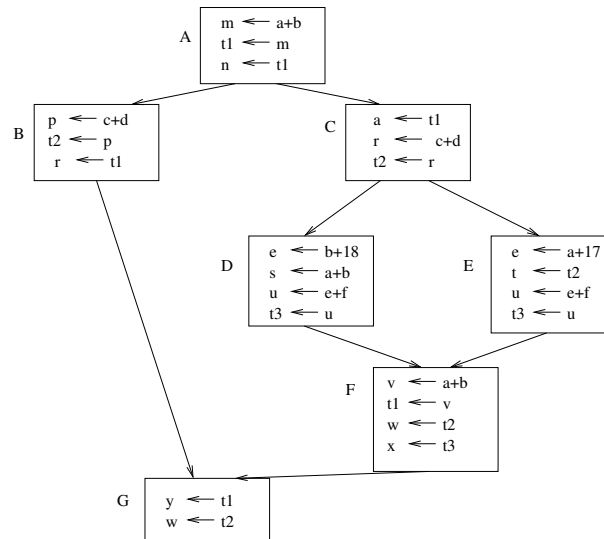 A
m ← a+b
t1 ← m
n ← t1
B
p ← c+d
t2 ← p
r ← t1
C
a ← t1
r ← c+d
t2 ← r
D
e ← b+18
s ← a+b
u ← e+f
t3 ← u
E
e ← a+17
t ← t2
u ← e+f
t3 ← u
F
v ← a+b
t1 ← v
w ← t2
x ← t3
G
y ← t1
w ← t2